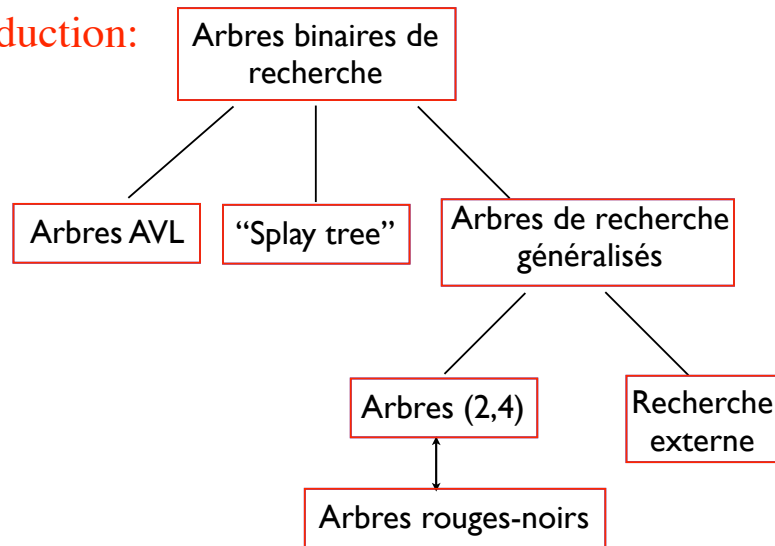 duction:
Arbres binaires de
recherche
Arbres AVL
“Splay tree”
Arbres de recherche
généralisés
Arbres (2,4)
Recherche
externe
Arbres rouges-noirs